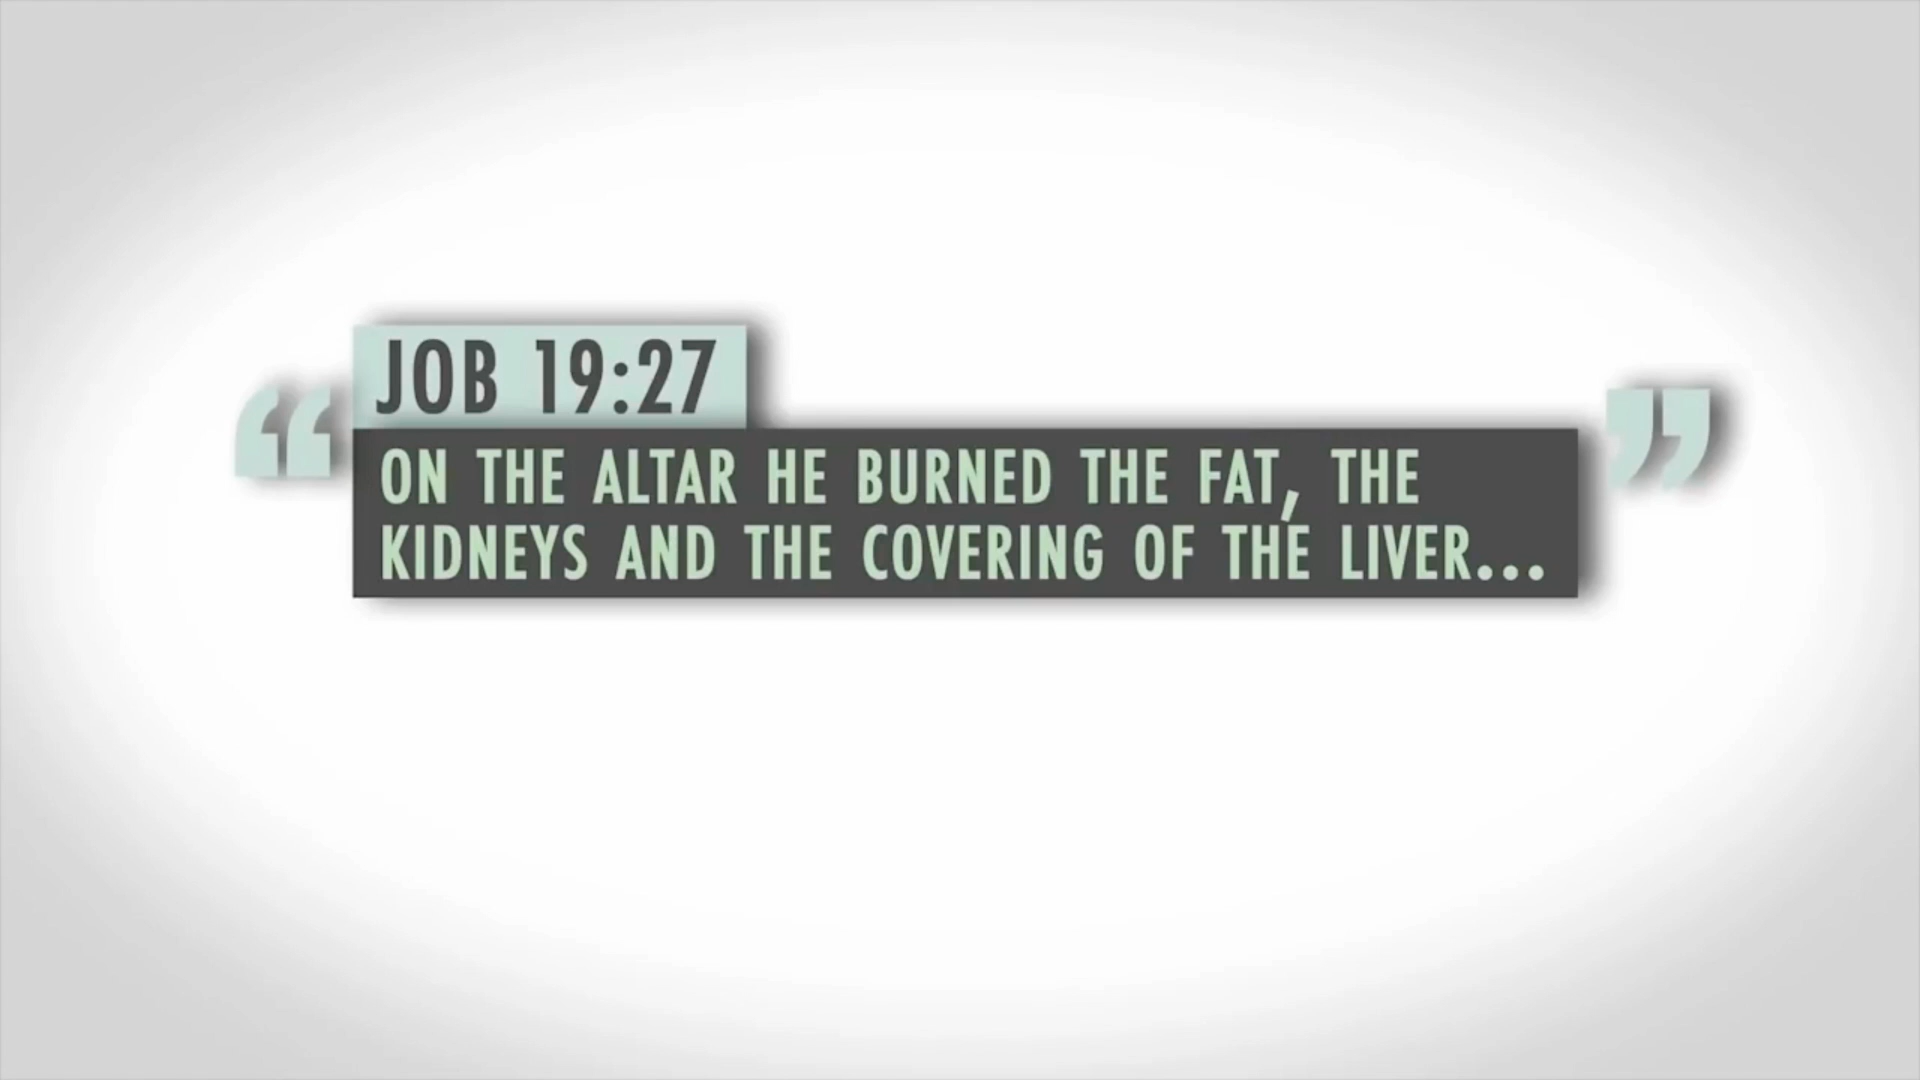 JOB 19:27
“ON THE ALTAR HE BURNED THE FAT, THE
KIDNEYS AND THE COVERING OF THE LIVER...”